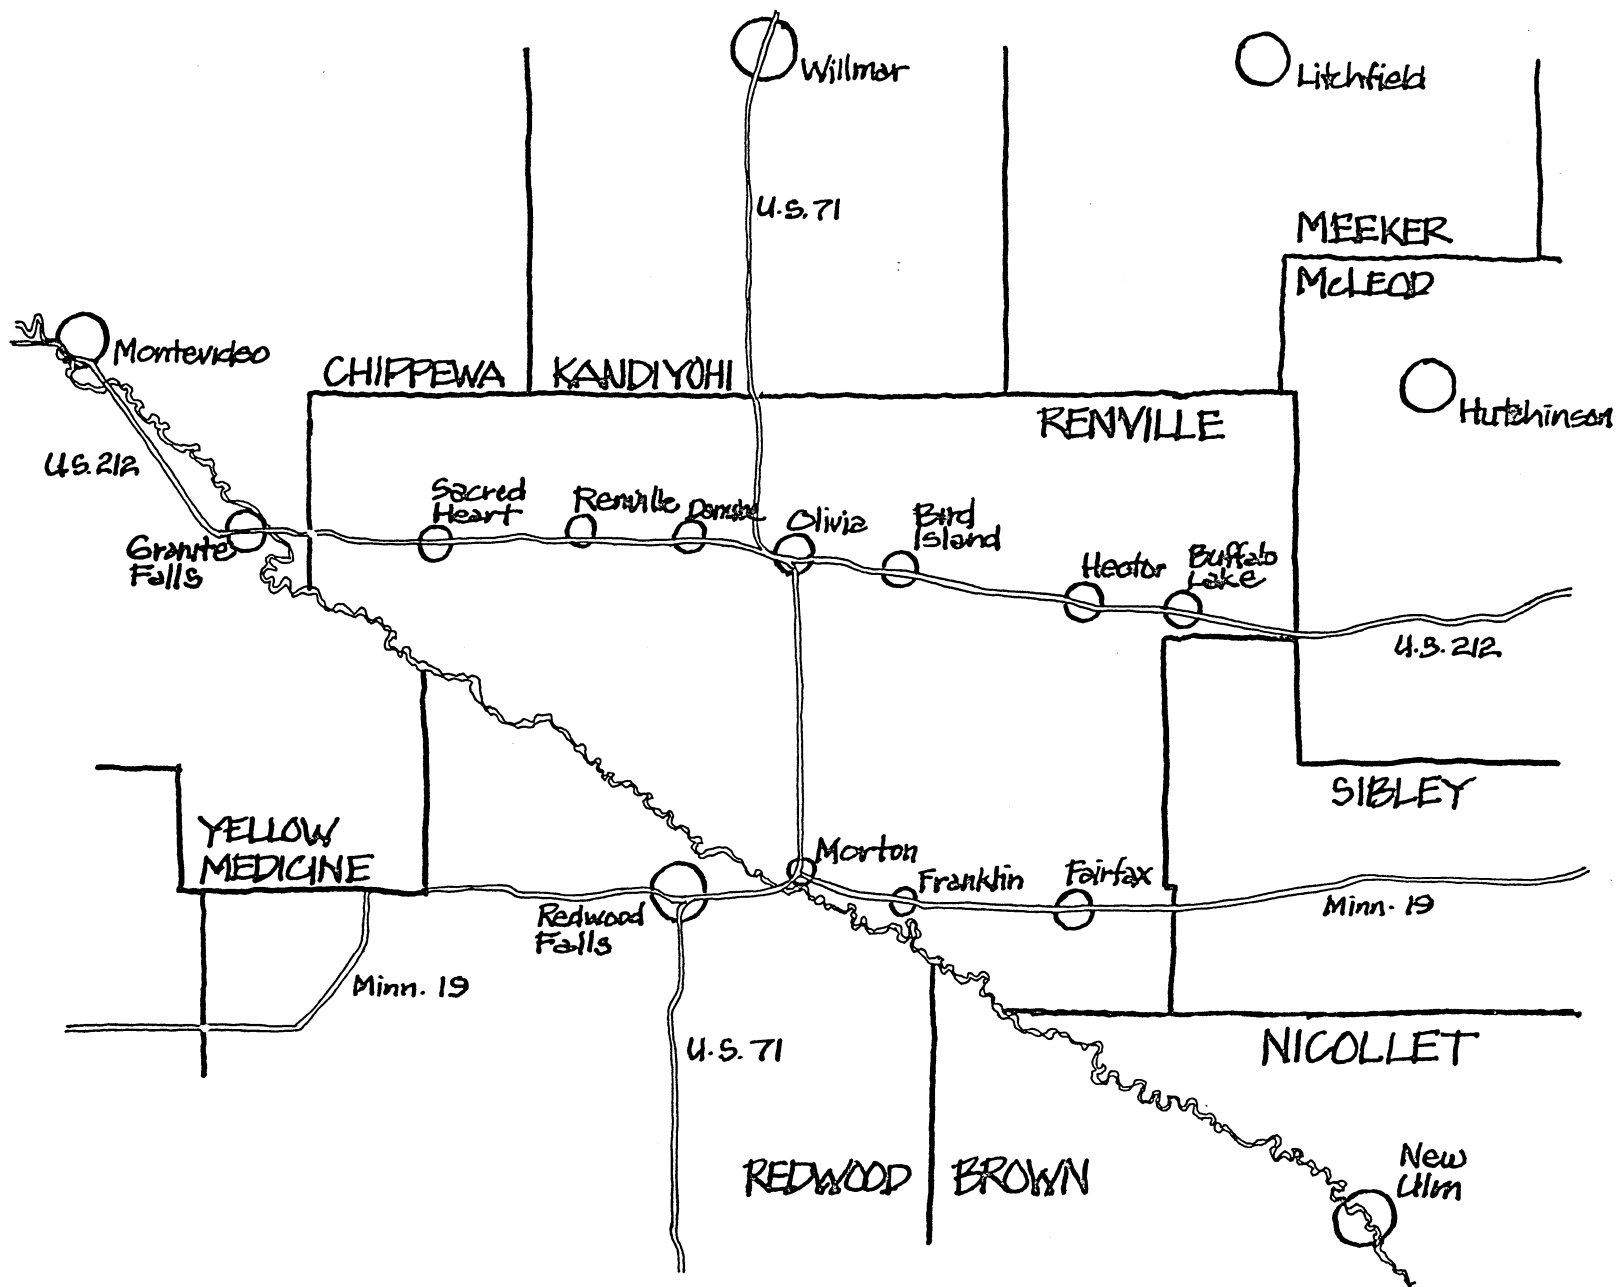 Willmar
Litchfield
U.S. 71
MEEKER
McLEOD
Montevideo
CHIPPEWA
KANDIYOHI
Hutchinson
RENVILLE
U.S. 212
Sacred
Heart
Renville
Danube
Olivia
Bird
Island
Granite
Falls
Hector
Buffalo
Lake
U.S. 212
SIBLEY
YELLOW
MEDICINE
Morton
Franklin
Fairfax
Redwood
Falls
Minn. 19
Minn. 19
U.S. 71
NICOLLET
REDWOOD
BROWN
New
Ulm